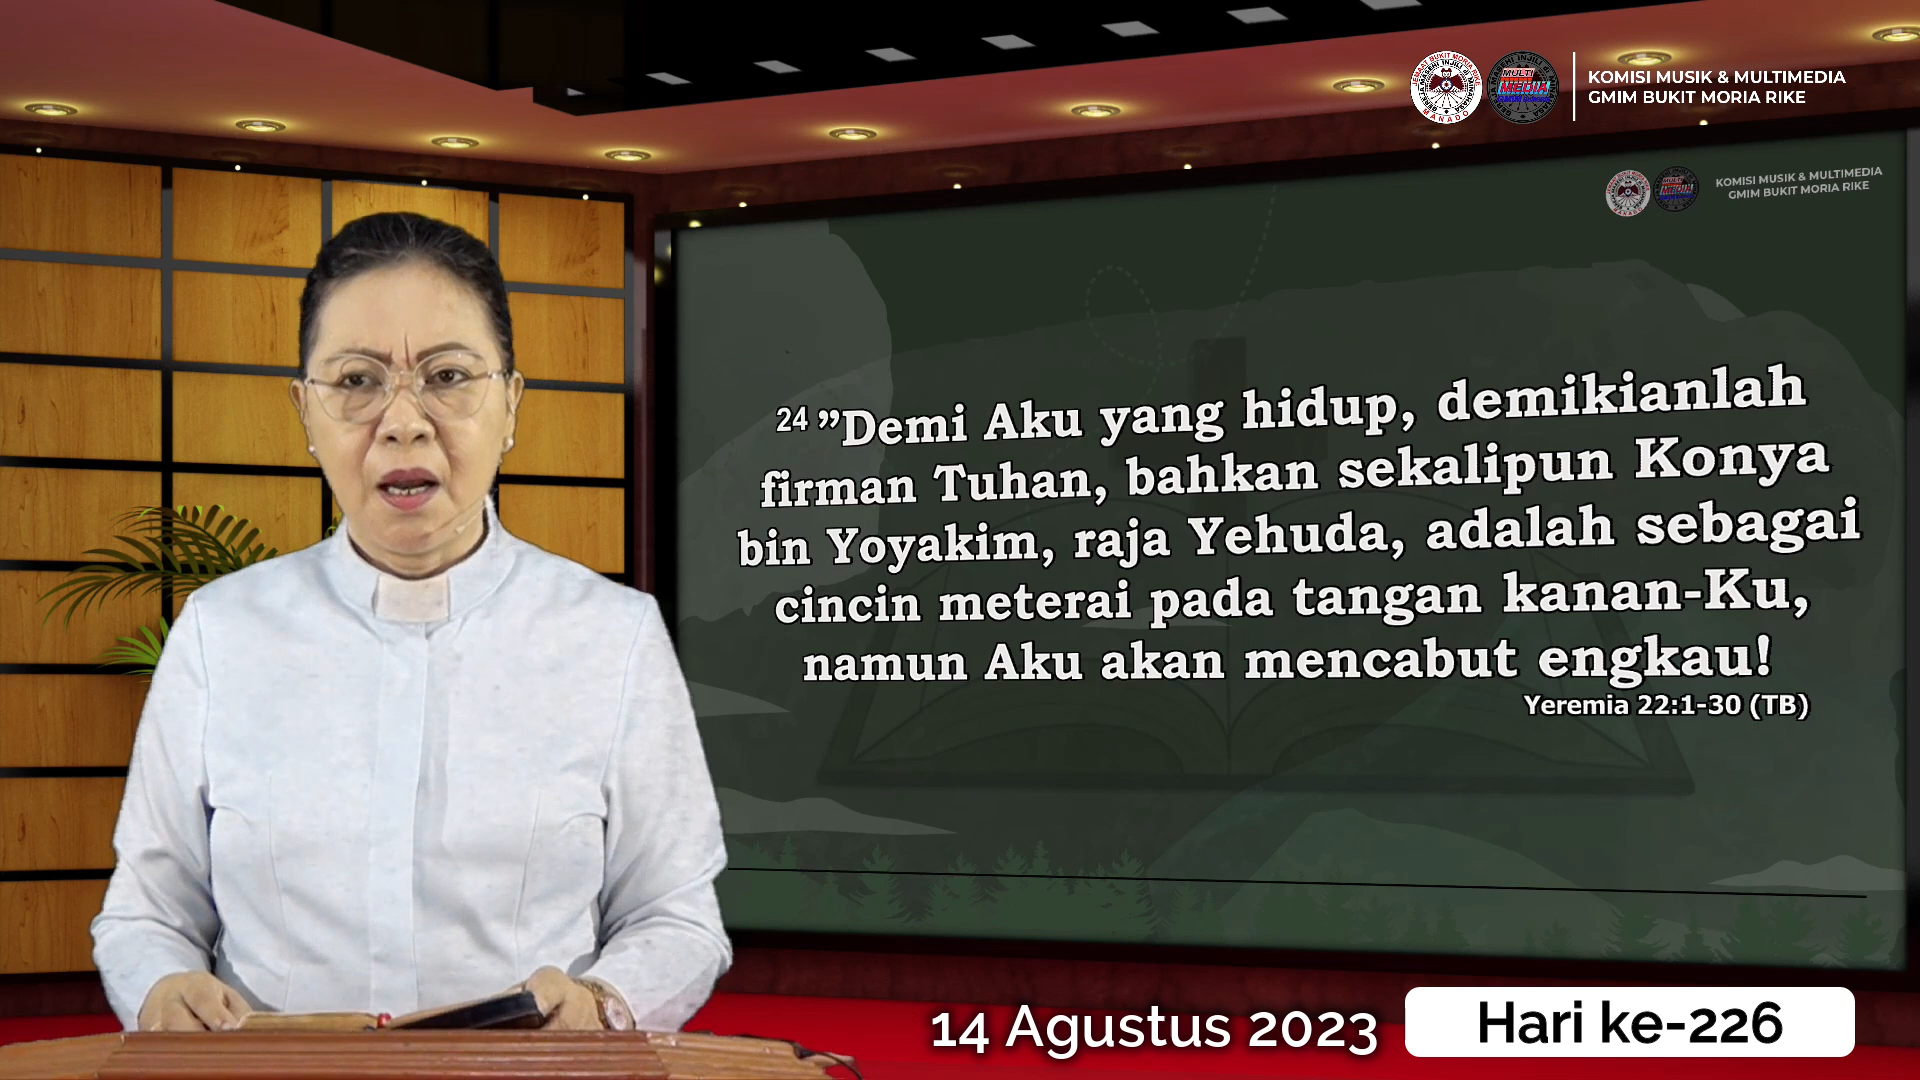 KOMISI MUSIK & MULTIMEDIA
GMIM BUKIT MORIA RIKE
KOMISI MUSIK & MULTIMEDIA
GMIM BUKIT MORIA RIKE
24 ”Demi Aku yang hidup, demikianlah
firman Tuhan, bahkan sekalipun Konya
bin Yoyakim, raja Yehuda, adalah sebagai
cincin meterai pada tangan kanan-Ku,
namun Aku akan mencabut engkau!
Yeremia 22:1-30 (TB)
14 Agustus 2023
Hari ke-226